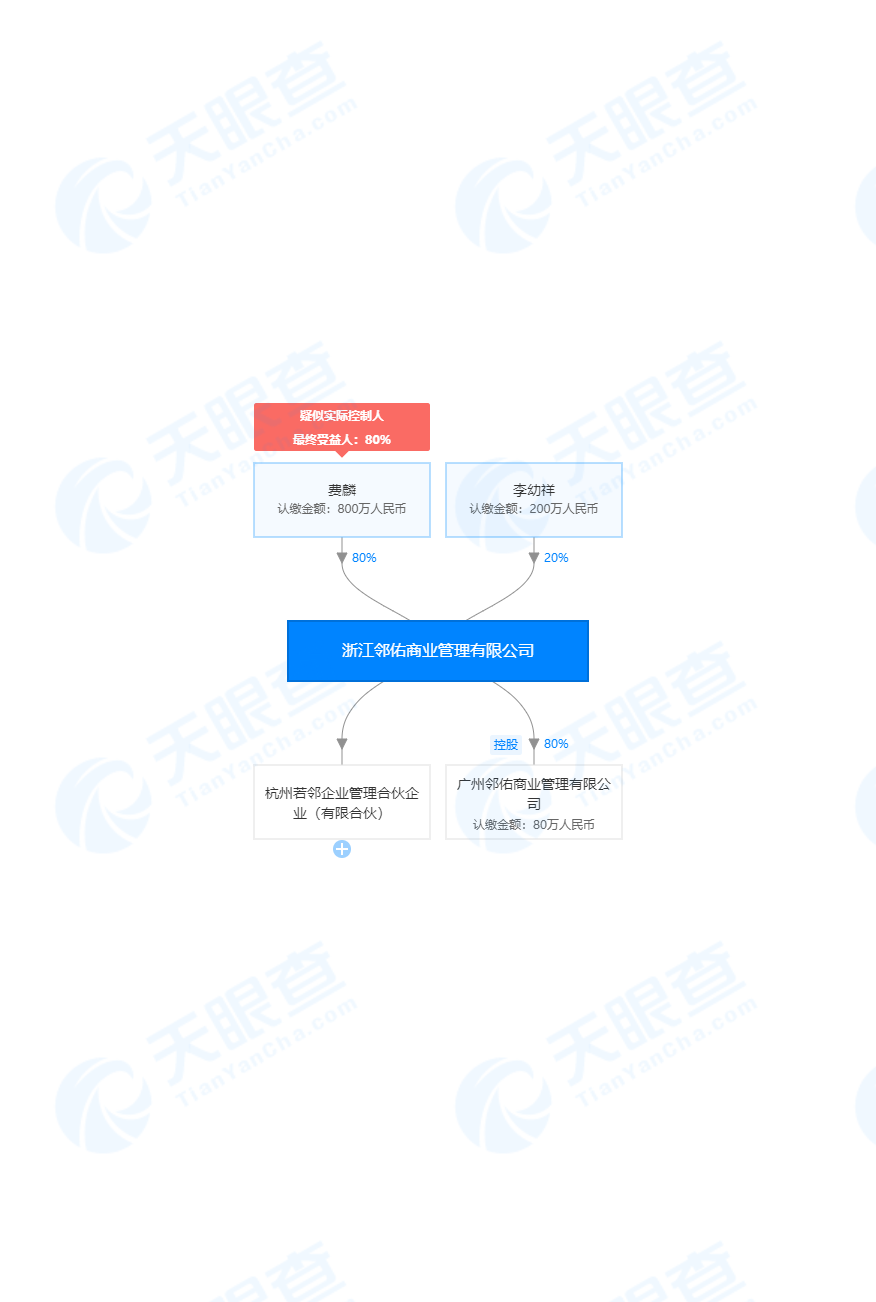 天眼查
TianYanCha.com
天眼查
TianYanCha.com
天眼查
TianYanCha.com
天眼查
TianYanCha.com
疑似实际控制人
最终受益人：80%
费麟
认缴金额：800万人民币
李幼祥
认缴金额：200万人民币
80%
20%
浙江邻佑商业管理有限公司
天眼查
TianYanCha.com
天眼查
TianYanCha.com
控股
80%
杭州若邻企业管理合伙企
业（有限合伙）
广州邻佑商业管理有限公
司
认缴金额：80万人民币
天眼查
TianYanCha.com
天眼查
TianYanCha.com